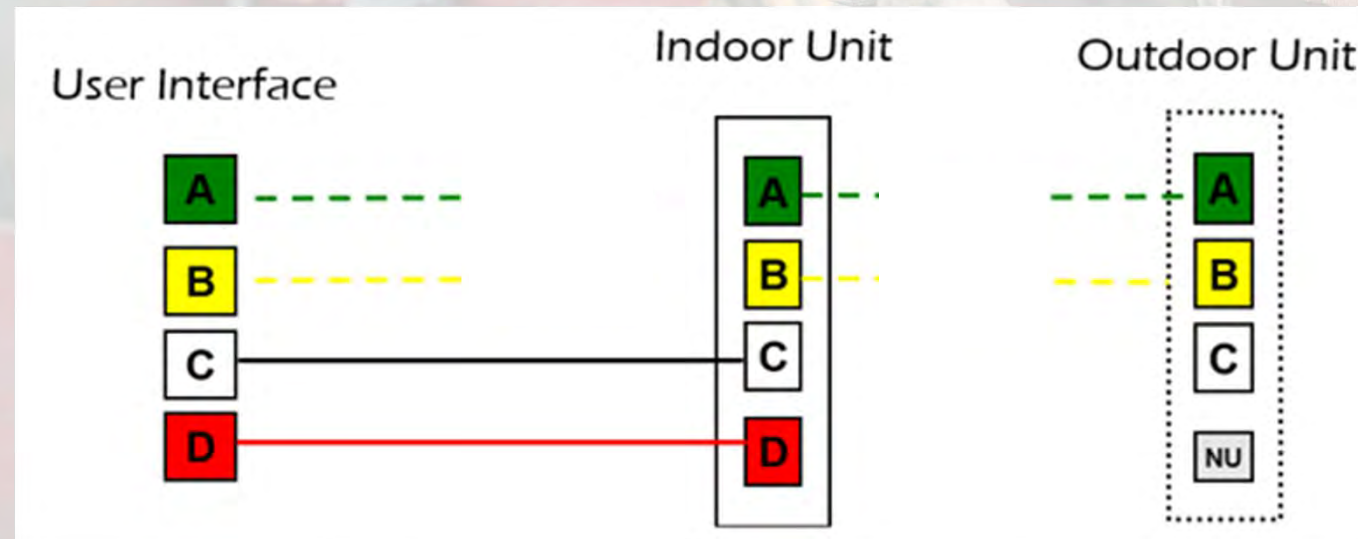 User Interface
Indoor Unit
Outdoor Unit
A
A
A
B
B
B
C
C
C
D
D
NU